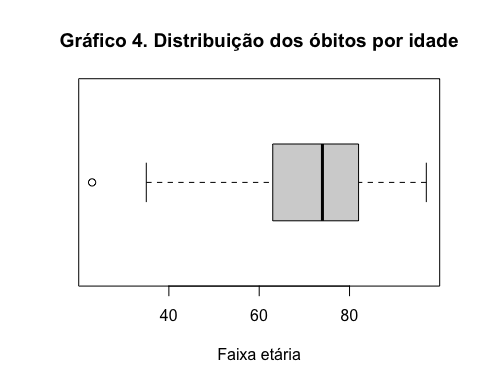 Gráfico 4. Distribuição dos óbitos por idade
40 60 80
Faixa etária